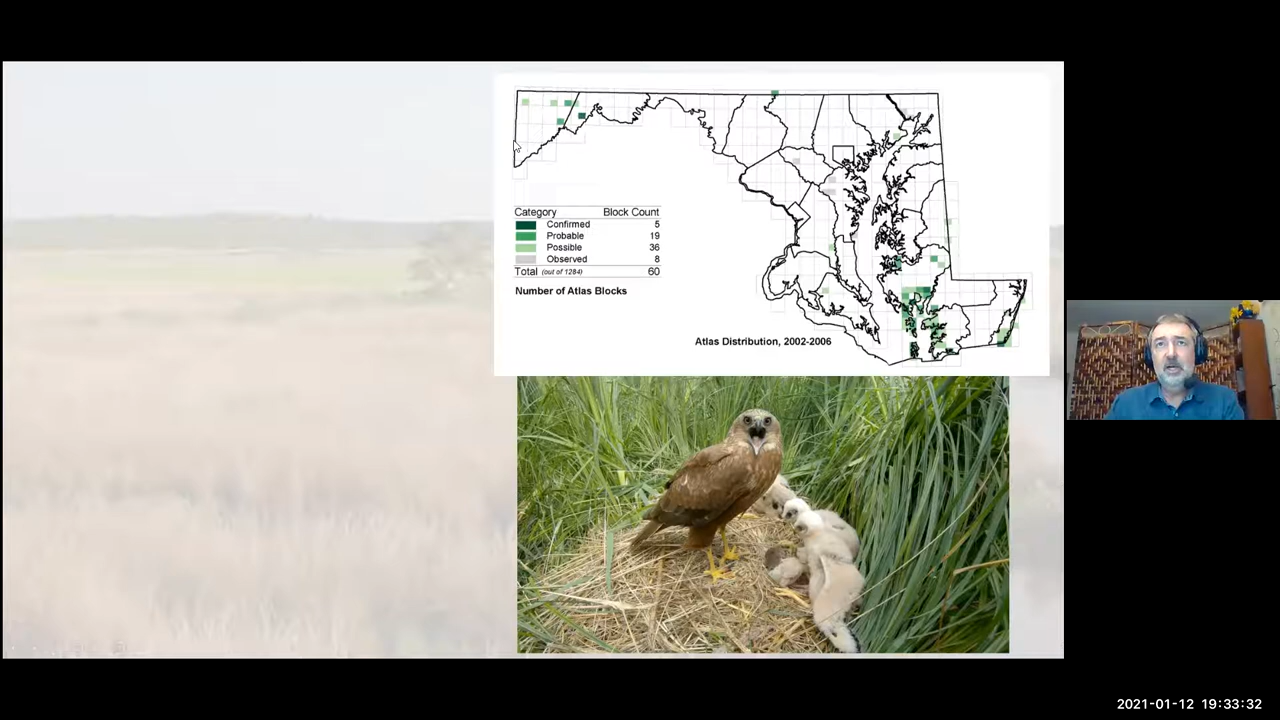 Category Block Count
Confirmed 5
Probable 19
Possible 36
Observed 8
Total (out of 1284) 60
Number of Atlas Blocks
Atlas Distribution, 2002-2006
2021-01-12 19:33:32